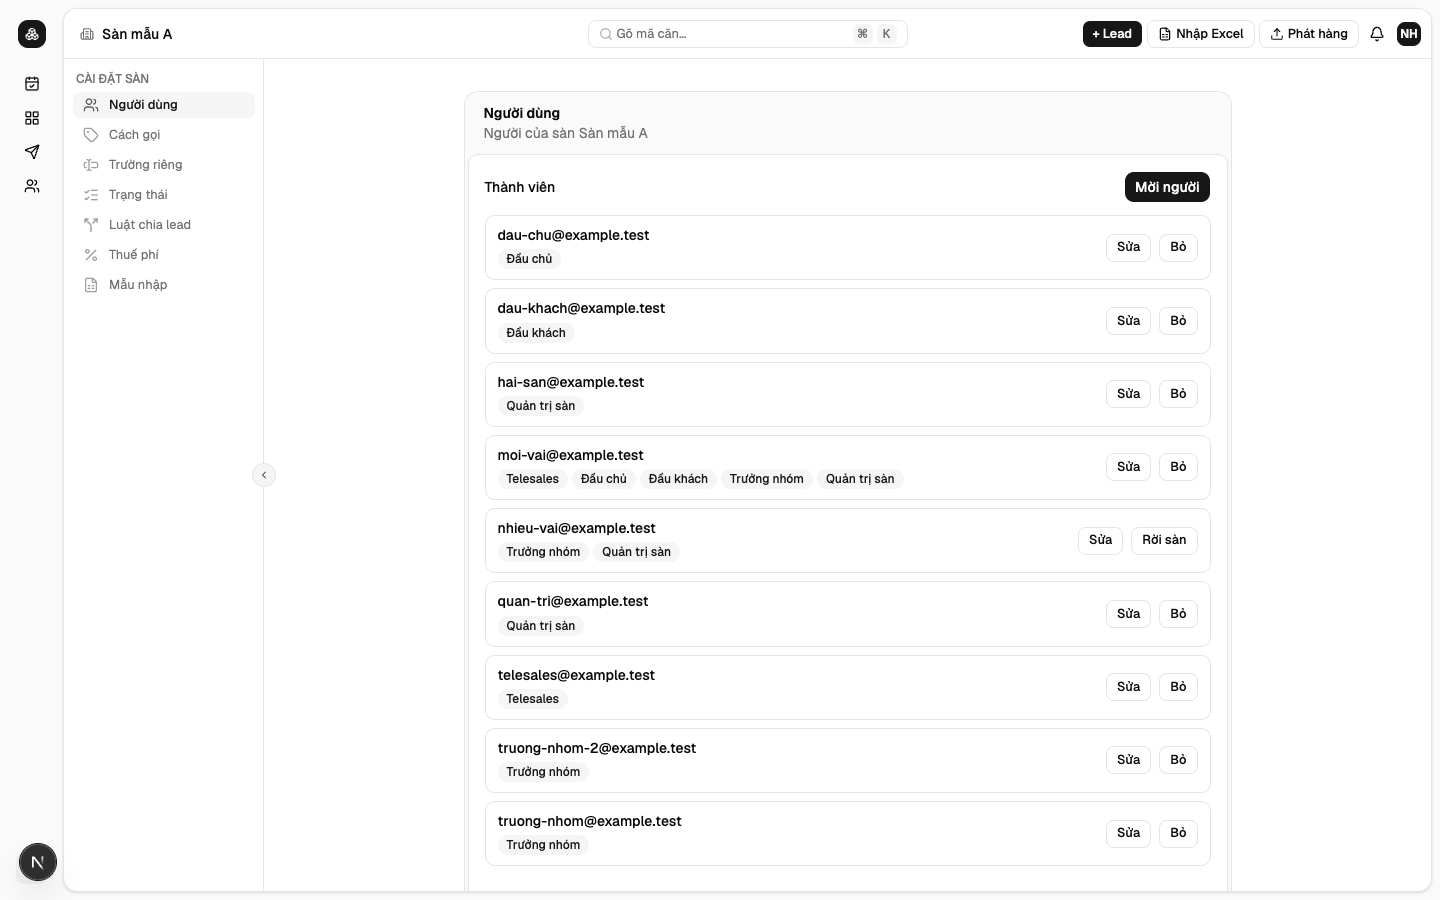 Sàn mẫu A
Gõ mã căn...
⌘ K
+ Lead
Nhập Excel
Phát hàng
NH
CÀI ĐẶT SÀN
Người dùng
Cách gọi
Trường riêng
Trạng thái
Luật chia lead
Thuế phí
Mẫu nhập
Người dùng
Người của sàn Sàn mẫu A
Thành viên
Mời người
dau-chu@example.test
Đầu chủ
Sửa
Bỏ
dau-khach@example.test
Đầu khách
Sửa
Bỏ
hai-san@example.test
Quản trị sàn
Sửa
Bỏ
moi-vai@example.test
Telesales Đầu chủ Đầu khách Trưởng nhóm Quản trị sàn
Sửa
Bỏ
nhieu-vai@example.test
Trưởng nhóm Quản trị sàn
Sửa
Rời sàn
quan-tri@example.test
Quản trị sàn
Sửa
Bỏ
telesales@example.test
Telesales
Sửa
Bỏ
truong-nhom-2@example.test
Trưởng nhóm
Sửa
Bỏ
truong-nhom@example.test
Trưởng nhóm
Sửa
Bỏ
N